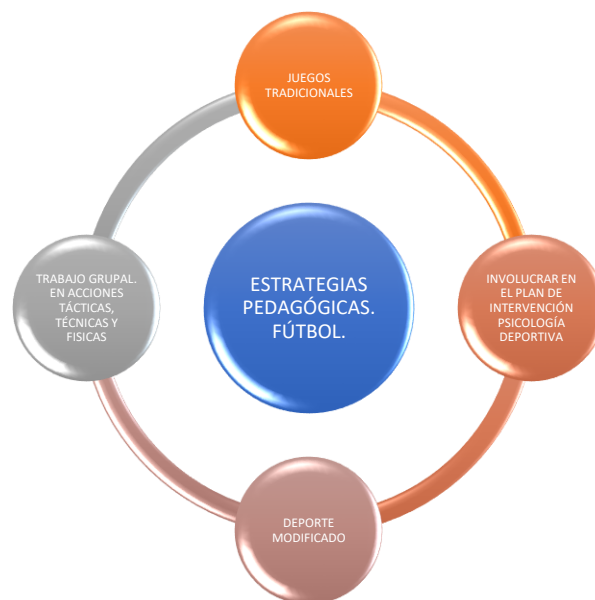 JUEGOS
TRADICIONALES
INVOLUCRAR EN
EL PLAN DE
INTERVENCIÓN
PSICOLOGÍA
DEPORTIVA
DEPORTE
MODIFICADO
TRABAJO GRUPAL.
EN ACCIONES
TÁCTICAS,
TÉCNICAS Y
FISICAS
ESTRATEGIAS
PEDAGÓGICAS.
FÚTBOL.